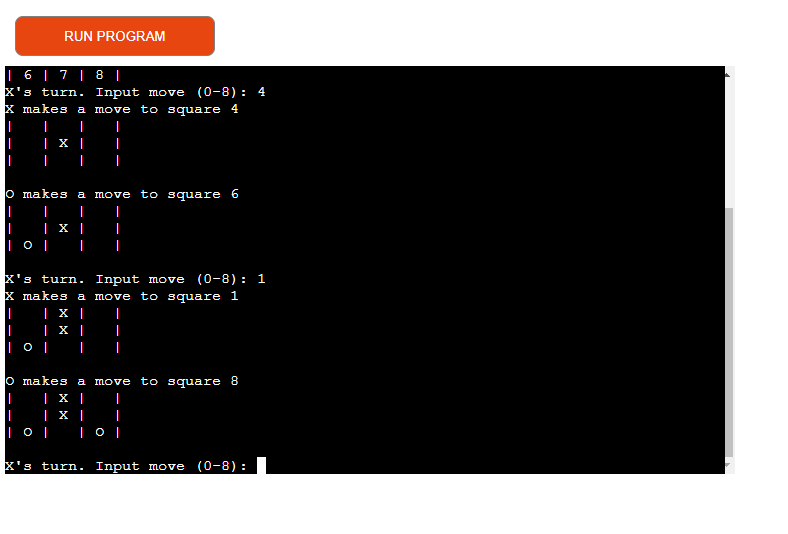 RUN PROGRAM
| 6 | 7 | 8 |
X's turn. Input move (0-8): 4
X makes a move to square 4
|   |   |   |
|   | X |   |
|   |   |   |
O makes a move to square 6
|   |   |   |
|   | X |   |
| O |   |   |
X's turn. Input move (0-8): 1
X makes a move to square 1
|   | X |   |
|   | X |   |
| O |   |   |
O makes a move to square 8
|   | X |   |
|   | X |   |
| O |   | O |
X's turn. Input move (0-8):